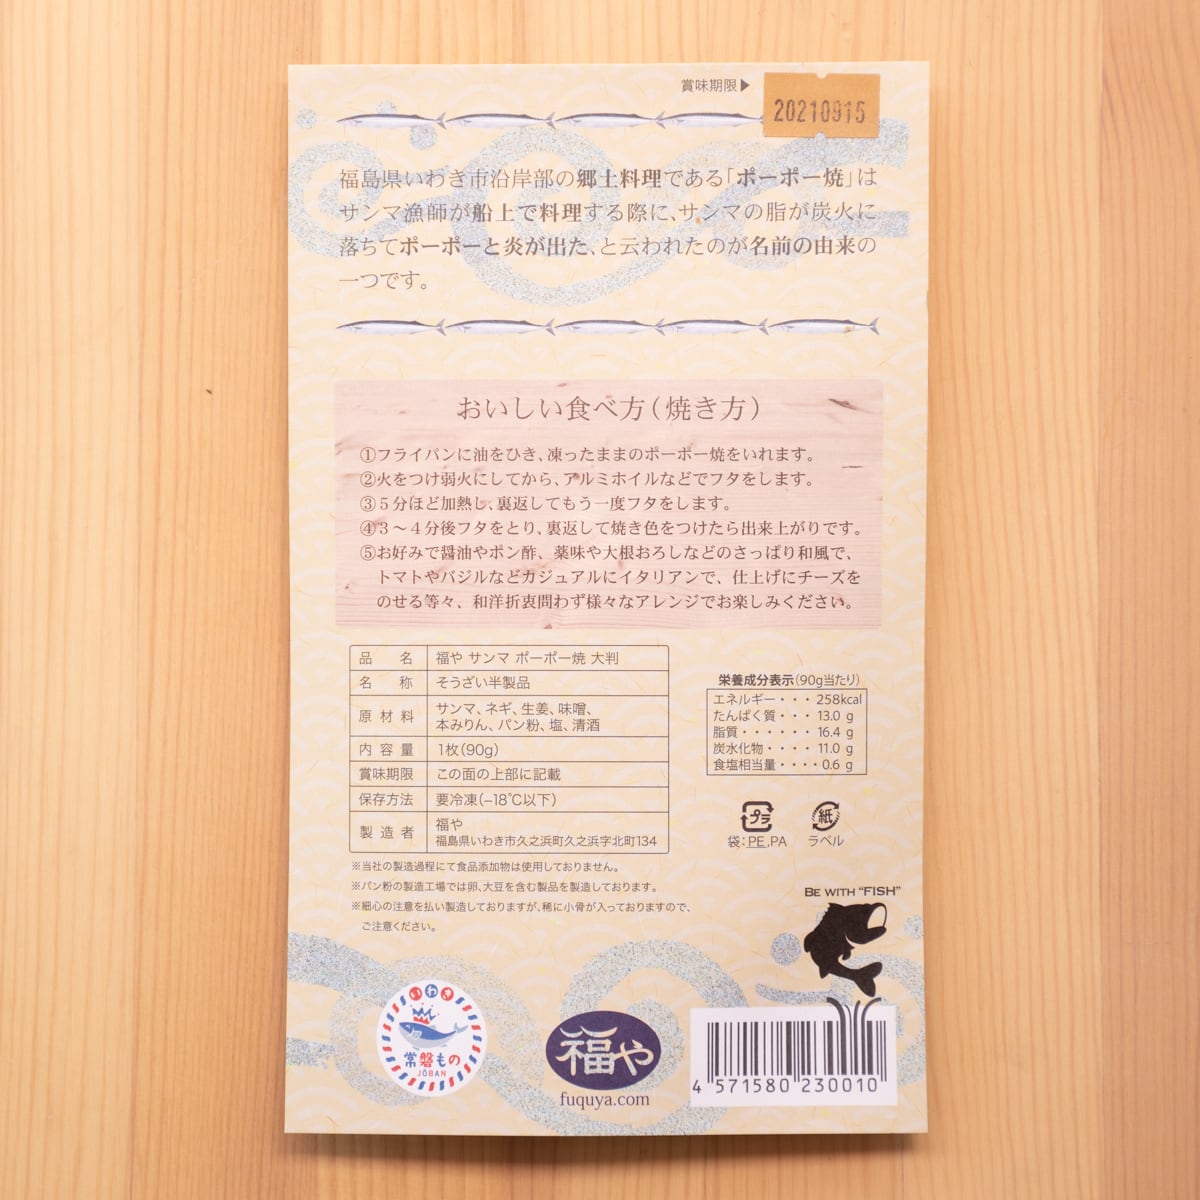 賞味期限▶
20210915
福島県いわき市沿岸部の郷土料理である「ポーポー焼」は
サンマ漁師が船上で料理する際に、サンマの脂が炭火に
落ちてポーポーと炎が出た、と云われたのが名前の由来の
一つです。
おいしい食べ方(焼き方)
①フライパンに油をひき、凍ったままのポーポー焼をいれます。
②火をつけ弱火にしてから、アルミホイルなどでフタをします。
③5分ほど加熱し、裏返してもう一度フタをします。
④3〜4分後フタをとり、裏返して焼き色をつけたら出来上がりです。
⑤お好みで醤油やポン酢、薬味や大根おろしなどのさっぱり和風で、
トマトやバジルなどカジュアルにイタリアンで、仕上げにチーズを
のせる等々、和洋折衷問わず様々なアレンジでお楽しみください。
品名 福や サンマ ポーポー焼 大判
名称 そうざい半製品
原材料 サンマ、ネギ、生姜、味噌、
本みりん、パン粉、塩、清酒
内容量 1枚(90g)
賞味期限 この面の上部に記載
保存方法 要冷凍(−18℃以下)
製造者 福や
福島県いわき市久之浜町久之浜字北町134
※当社の製造過程にて食品添加物は使用しておりません。
※パン粉の製造工場では卵、大豆を含む製品を製造しております。
※細心の注意を払い製造しておりますが、稀に小骨が入っておりますので、
ご注意ください。
栄養成分表示(90g当たり)
エネルギー・・・258kcal
たんぱく質・・・13.0 g
脂質・・・・・・16.4 g
炭水化物・・・・11.0 g
食塩相当量・・・・0.6 g
プラ
紙
袋:PE,PA
ラベル
BE WITH "FISH"
いわき
常磐もの
JŌBAN
福や
fuquya.com
4 571580 230010